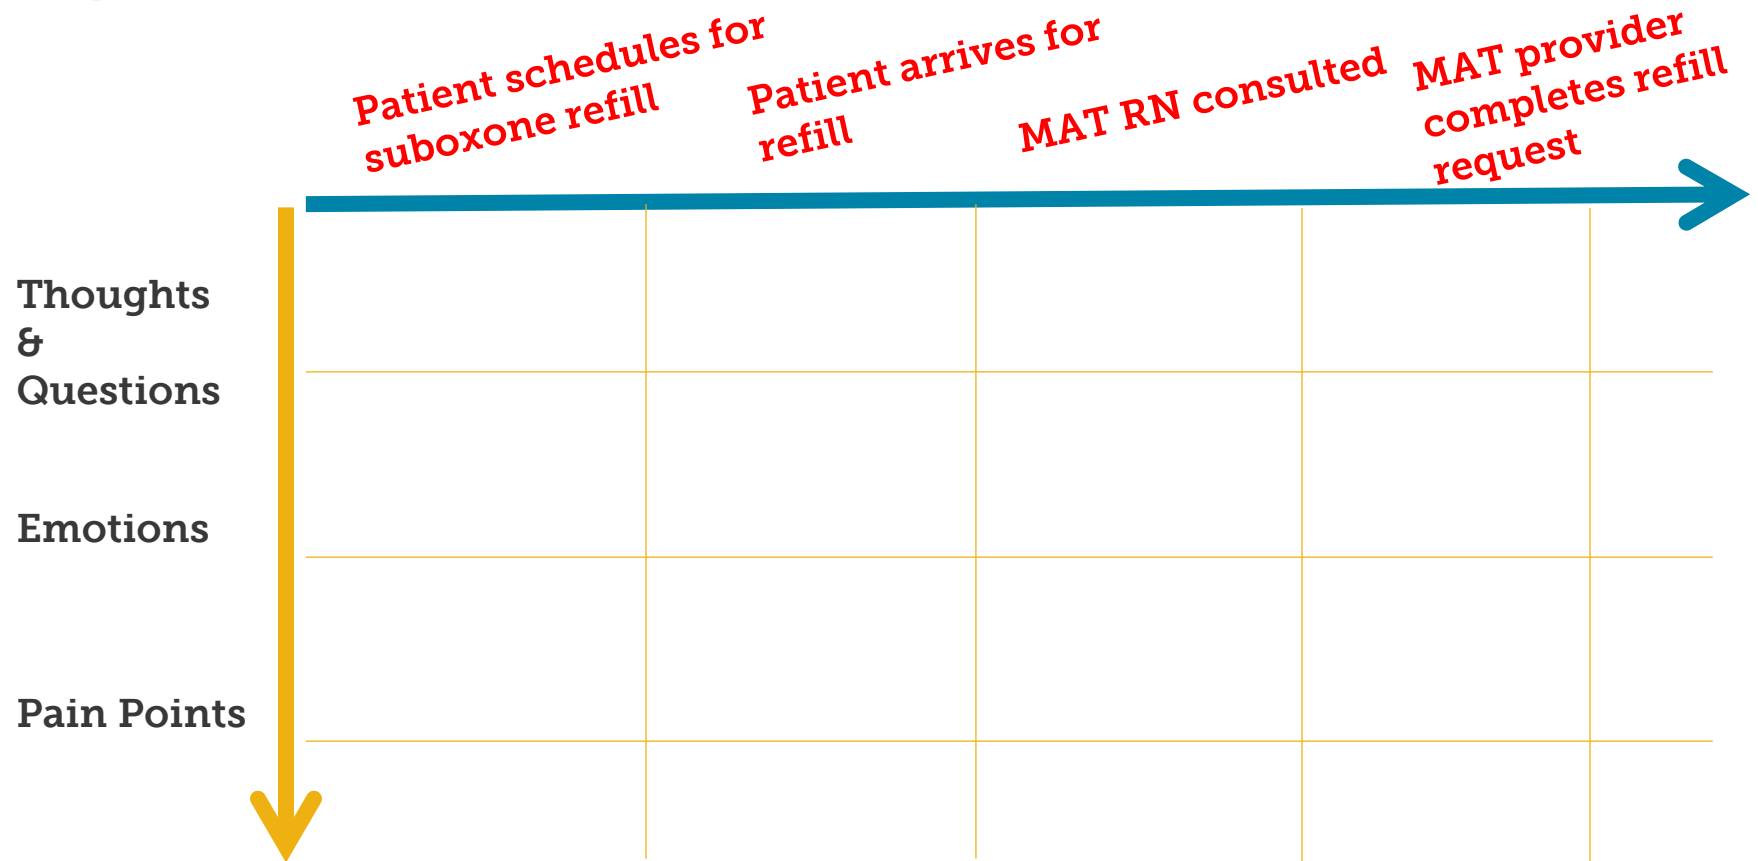 Patient schedules for
suboxone refill
Patient arrives for
refill
MAT RN consulted
MAT provider
completes refill
request
Thoughts
&
Questions
Emotions
Pain Points